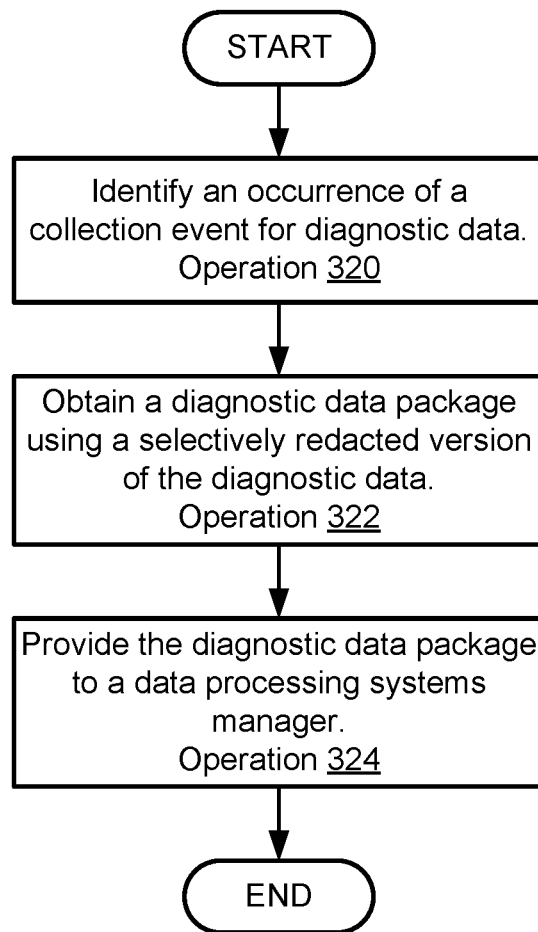 START
Identify an occurrence of a
collection event for diagnostic data.
Operation 320
Obtain a diagnostic data package
using a selectively redacted version
of the diagnostic data.
Operation 322
Provide the diagnostic data package
to a data processing systems
manager.
Operation 324
END